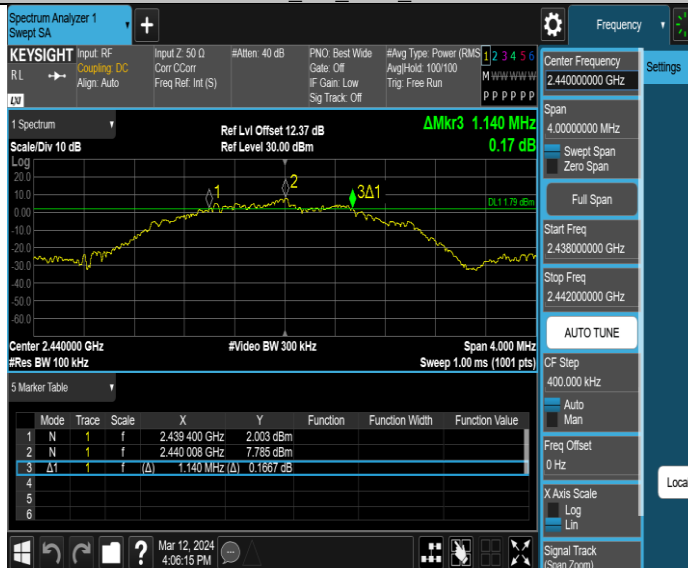 Spectrum Analyzer 1
Swept SA
+
Frequency
KEYSIGHT
RL
LXI
Input: RF
Coupling: DC
Align: Auto
Input Z: 50 Ω
Corr CCorr
Freq Ref: Int (S)
#Atten: 40 dB
PNO: Best Wide
Gate: Off
IF Gain: Low
Sig Track: Off
#Avg Type: Power (RMS
Avg|Hold: 100/100
Trig: Free Run
1 2 3 4 5 6
M W W W W W
P P P P P P
1 Spectrum
Scale/Div 10 dB
Ref Lvl Offset 12.37 dB
Ref Level 30.00 dBm
ΔMkr3 1.140 MHz
0.17 dB
Log
20.0
10.0
0.00
-10.0
-20.0
-30.0
-40.0
-50.0
-60.0
1
2
3Δ1
DL1 1.79 dBm
Center 2.440000 GHz
#Video BW 300 kHz
Span 4.000 MHz
#Res BW 100 kHz
Sweep 1.00 ms (1001 pts)
5 Marker Table
Mode Trace Scale X Y Function Function Width Function Value
1 N 1 f 2.439 400 GHz 2.003 dBm
2 N 1 f 2.440 008 GHz 7.785 dBm
3 Δ1 1 f (Δ) 1.140 MHz (Δ) 0.1667 dB
4
5
6
Mar 12, 2024
4:06:15 PM
Center Frequency
2.440000000 GHz
Span
4.00000000 MHz
Swept Span
Zero Span
Full Span
Start Freq
2.438000000 GHz
Stop Freq
2.442000000 GHz
AUTO TUNE
CF Step
400.000 kHz
Auto
Man
Freq Offset
0 Hz
X Axis Scale
Log
Lin
Signal Track
(Span Zoom)
Settings
Loca